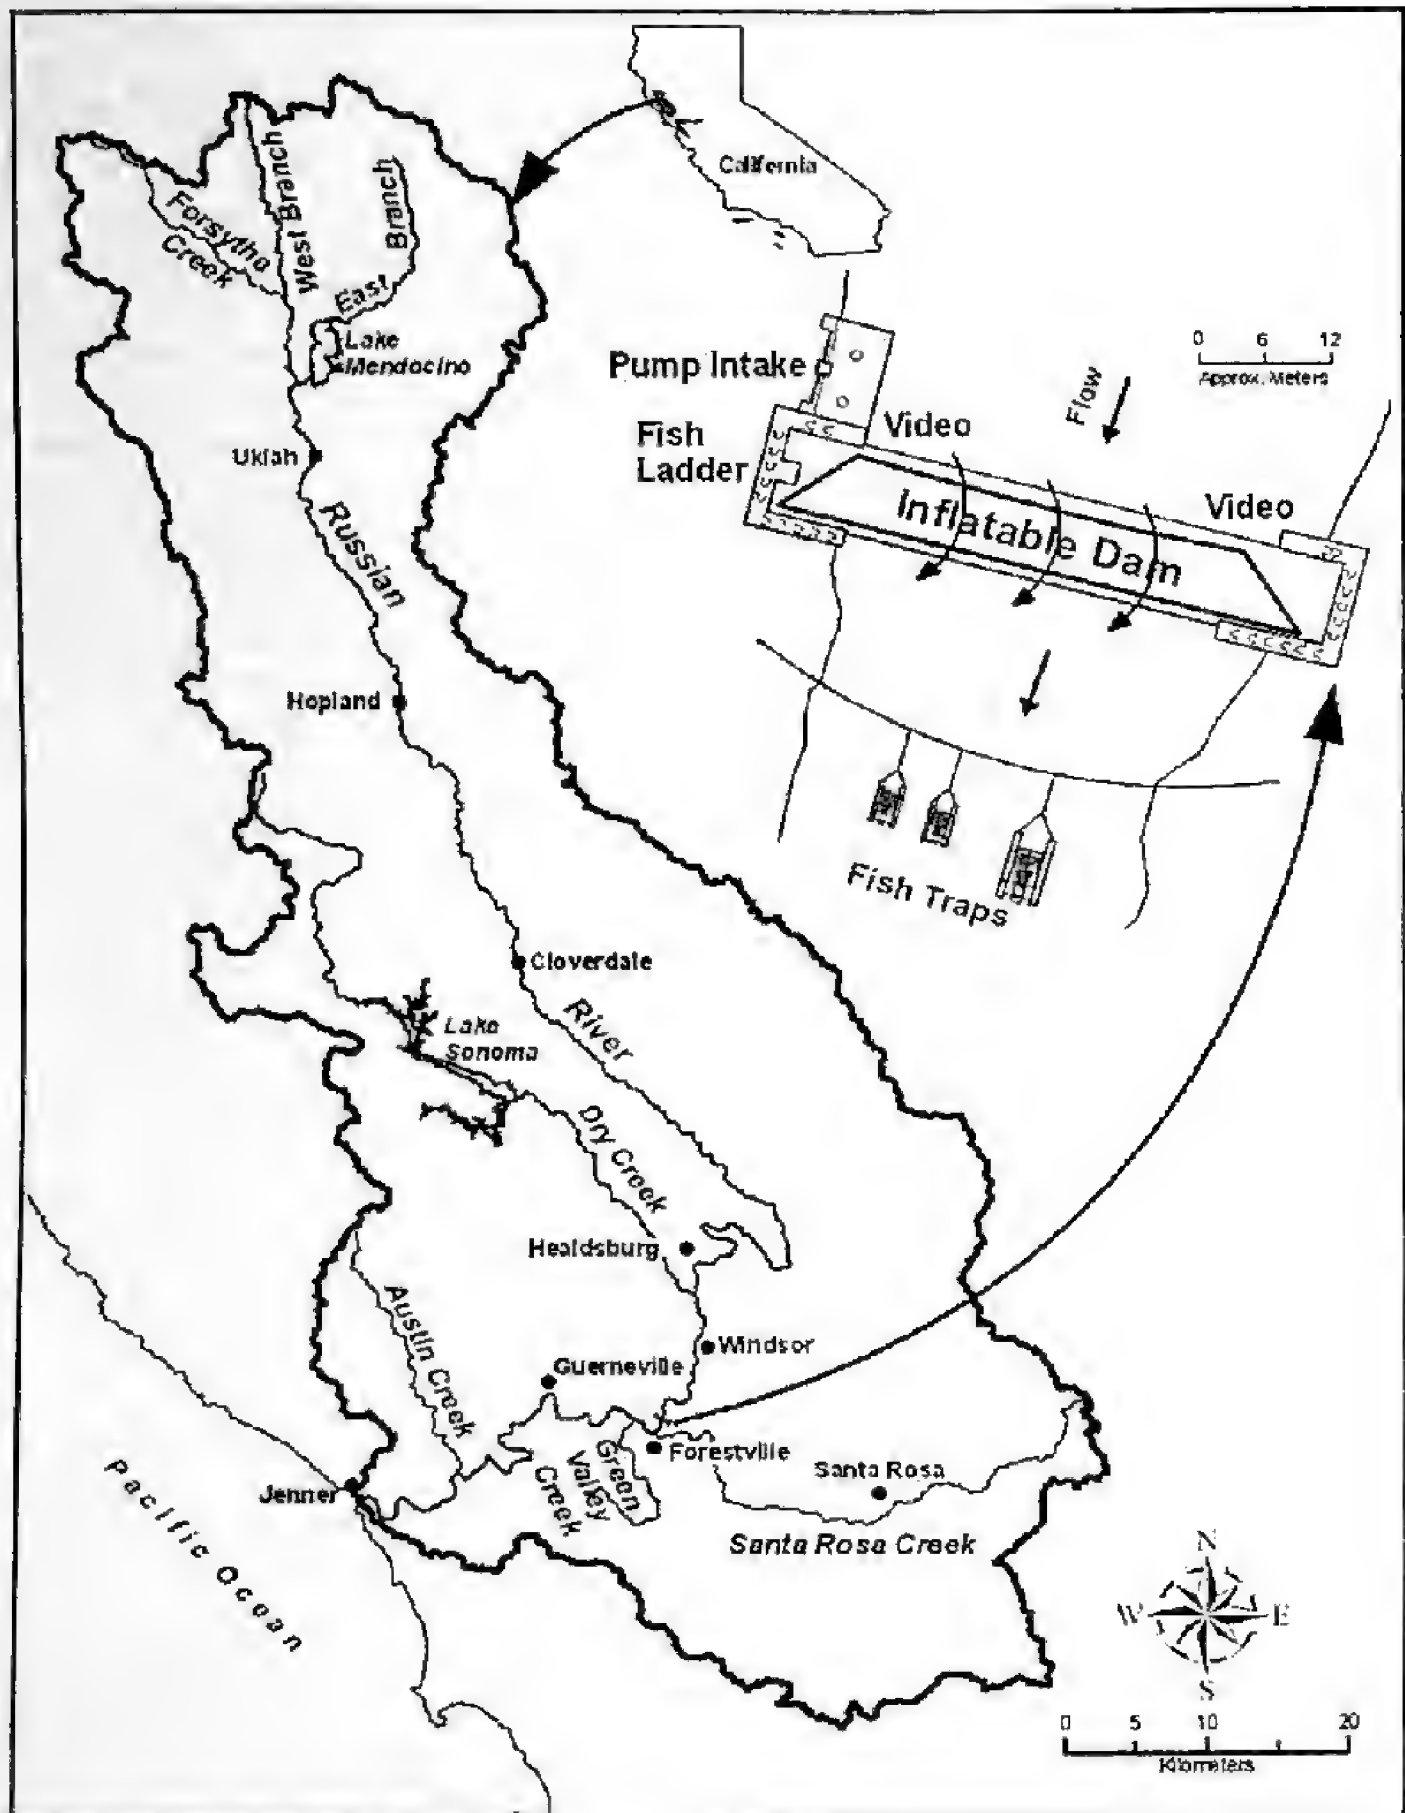 California
West Branch
East
Branch
Forsythe
Creek
Lake
Mendocino
Ukiah
Russian
Hopland
Cloverdale
River
Lake
Sonoma
Dry Creek
Healdsburg
Windsor
Austin Creek
Guerneville
Green
Valley
Creek
Forestville
Santa Rosa
Santa Rosa Creek
Jenner
Pacific Ocean
Pump Intake
Fish
Ladder
Video
Flow
0 6 12
Approx. Meters
Video
Inflatable Dam
Fish Traps
N
W E
S
0 5 10 20
Kilometers